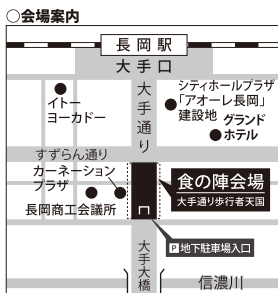 ○会場案内
長岡駅
大手口
大手通り
イトー
ヨーカドー
シティホールプラザ
「アオーレ長岡」
建設地
グランド
ホテル
すずらん通り
カーネーション
プラザ
長岡商工会議所
食の陣会場
大手通り歩行者天国
P地下駐車場入口
大手大橋
信濃川